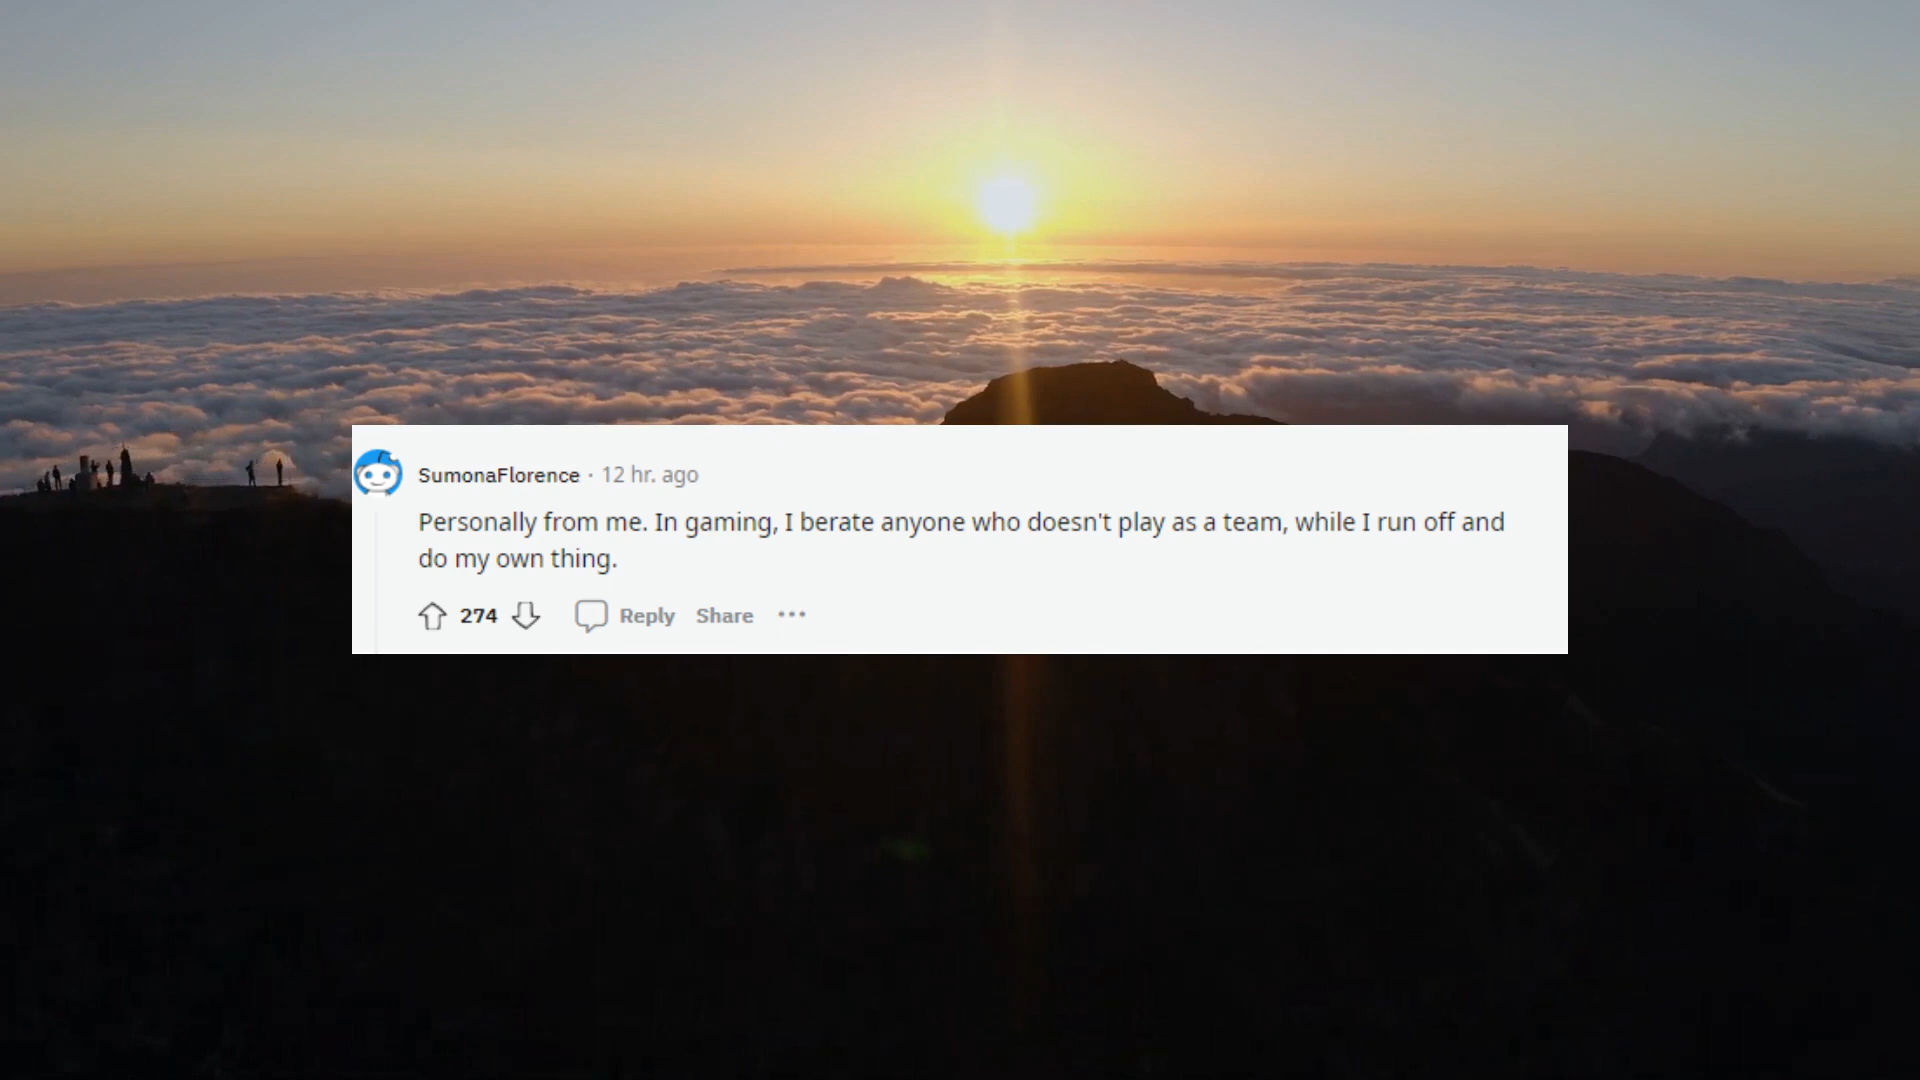 SumonaFlorence · 12 hr. ago
Personally from me. In gaming, I berate anyone who doesn't play as a team, while I run off and
do my own thing.
274 Reply Share ···